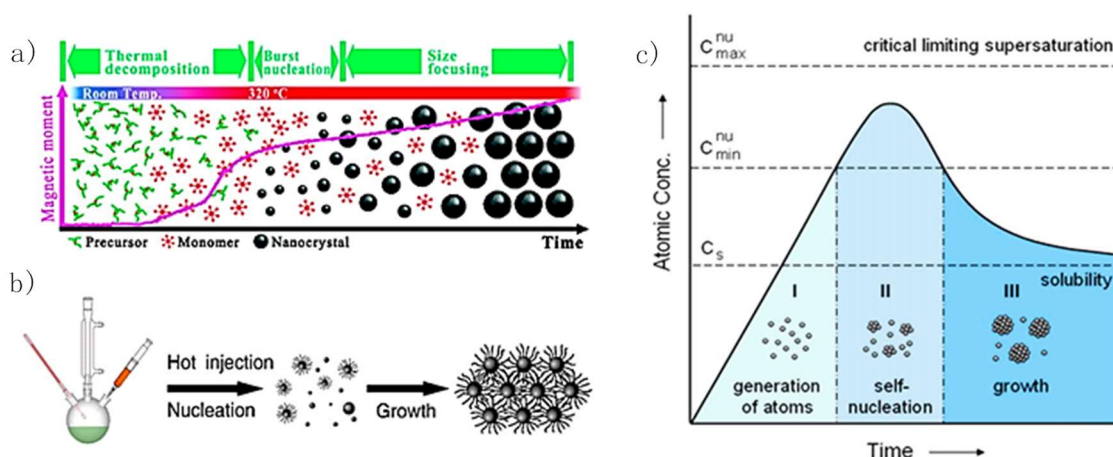 a)
Thermal
decomposition
Burst
nucleation
Size
focusing
Room Temp.
320 °C
Magnetic moment
Precursor
Monomer
Nanocrystal
Time
b)
Hot injection
Nucleation
Growth
c)
C nu max
critical limiting supersaturation
C nu min
Atomic Conc.
C s
solubility
I
II
III
generation
of atoms
self-
nucleation
growth
Time